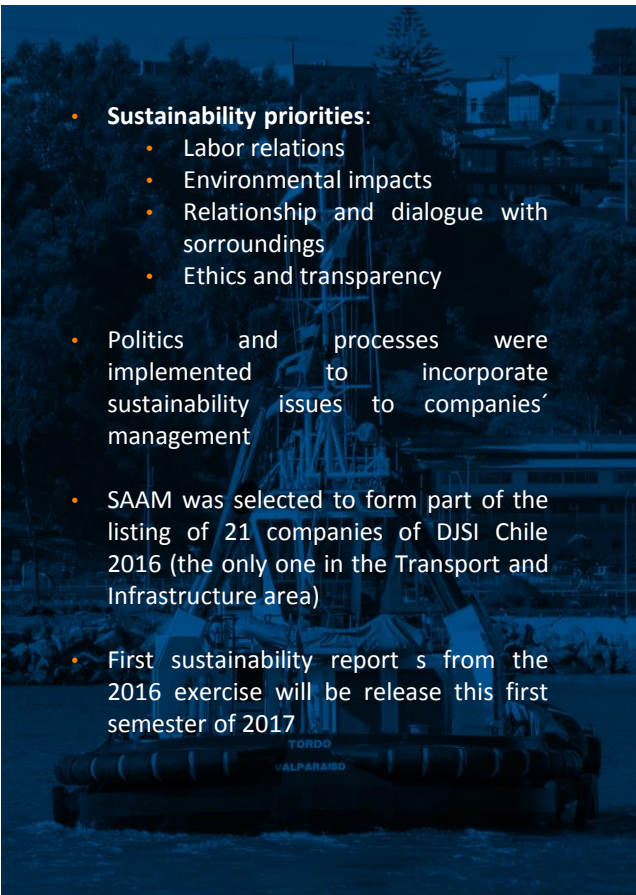 • Sustainability priorities:
• Labor relations
• Environmental impacts
• Relationship and dialogue with
sorroundings
• Ethics and transparency
• Politics and processes were
implemented to incorporate
sustainability issues to companies´
management
• SAAM was selected to form part of the
listing of 21 companies of DJSI Chile
2016 (the only one in the Transport and
Infrastructure area)
• First sustainability report s from the
2016 exercise will be release this first
semester of 2017
TORDO
VALPARAISO